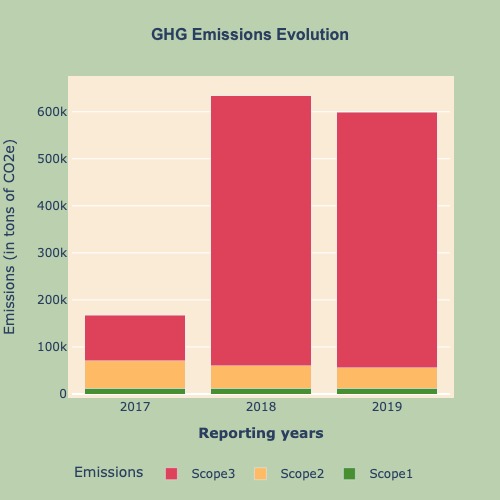 GHG Emissions Evolution
Emissions (in tons of CO2e)
600k
500k
400k
300k
200k
100k
0
2017 2018 2019
Reporting years
Emissions Scope3 Scope2 Scope1